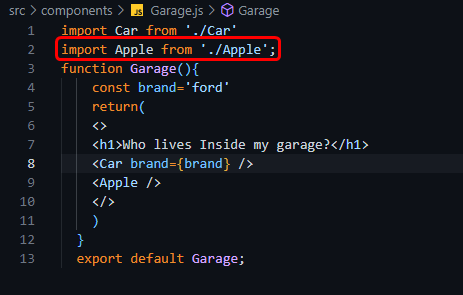 src > components > JS Garage.js > Garage
1 import Car from './Car'
2 import Apple from './Apple';
3 function Garage(){
4 const brand='ford'
5 return(
6 <>
7 <h1>Who lives Inside my garage?</h1>
8 <Car brand={brand} />
9 <Apple />
10 </>
11 )
12 }
13 export default Garage;